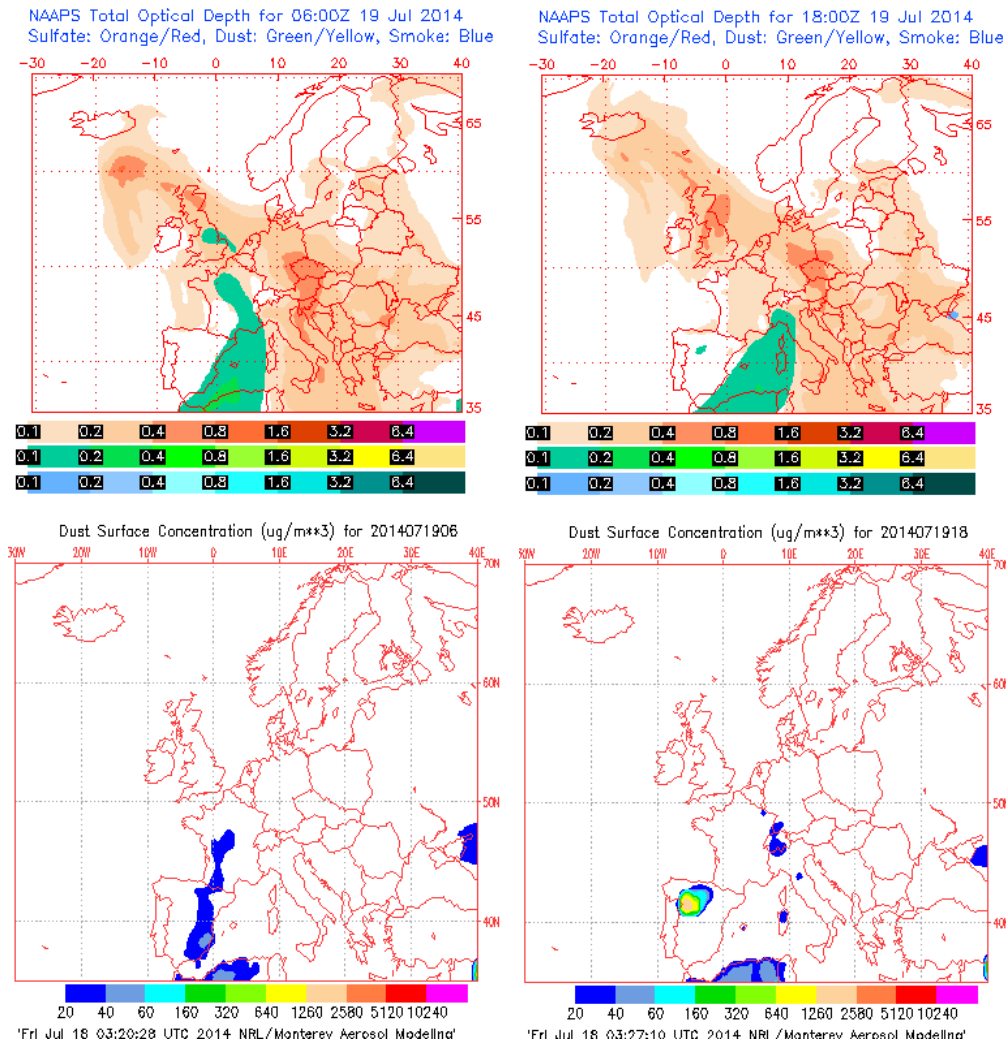 NAAPS Total Optical Depth for 06:00Z 19 Jul 2014
Sulfate: Orange/Red, Dust: Green/Yellow, Smoke: Blue
-30 -20 -10 0 10 20 30 40
65
55
45
35
0.1 0.2 0.4 0.8 1.6 3.2 6.4
0.1 0.2 0.4 0.8 1.6 3.2 6.4
0.1 0.2 0.4 0.8 1.6 3.2 6.4
NAAPS Total Optical Depth for 18:00Z 19 Jul 2014
Sulfate: Orange/Red, Dust: Green/Yellow, Smoke: Blue
-30 -20 -10 0 10 20 30 40
65
55
45
35
0.1 0.2 0.4 0.8 1.6 3.2 6.4
0.1 0.2 0.4 0.8 1.6 3.2 6.4
0.1 0.2 0.4 0.8 1.6 3.2 6.4
Dust Surface Concentration (ug/m**3) for 2014071906
30W 20W 10W 0 10E 20E 30E 40E
70N
60N
50N
40N
20 40 60 160 320 640 1260 2580 5120 10240
'Fri Jul 18 03:20:28 UTC 2014 NRL/Monterey Aerosol Modeling'
Dust Surface Concentration (ug/m**3) for 2014071918
30W 20W 10W 0 10E 20E 30E 40E
70N
60N
50N
40N
20 40 60 160 320 640 1260 2580 5120 10240
'Fri Jul 18 03:27:10 UTC 2014 NRL/Monterey Aerosol Modeling'